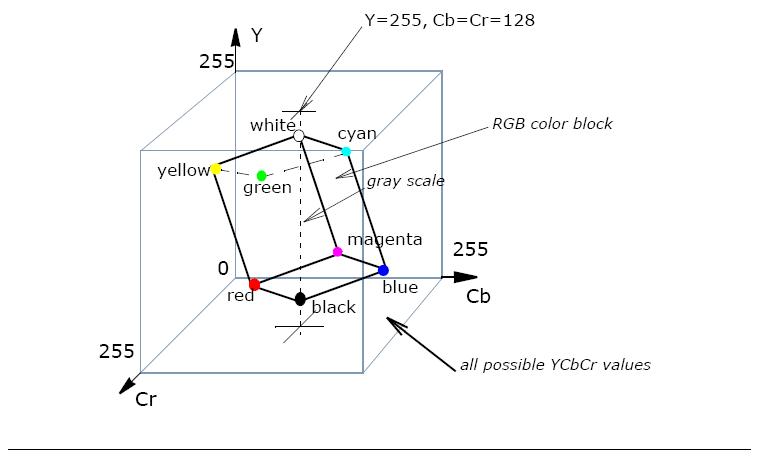 Y=255, Cb=Cr=128
Y
255
white
cyan
RGB color block
yellow
green
gray scale
magenta
255
0
red
black
blue
Cb
255
all possible YCbCr values
Cr